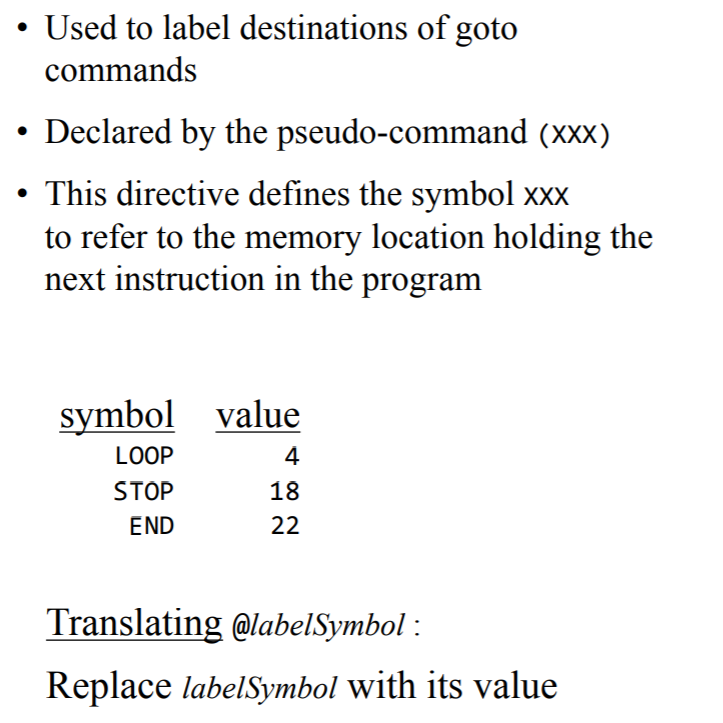 • Used to label destinations of goto
commands
• Declared by the pseudo-command (XXX)
• This directive defines the symbol XXX
to refer to the memory location holding the
next instruction in the program
symbol value
LOOP 4
STOP 18
END 22
Translating @labelSymbol :
Replace labelSymbol with its value